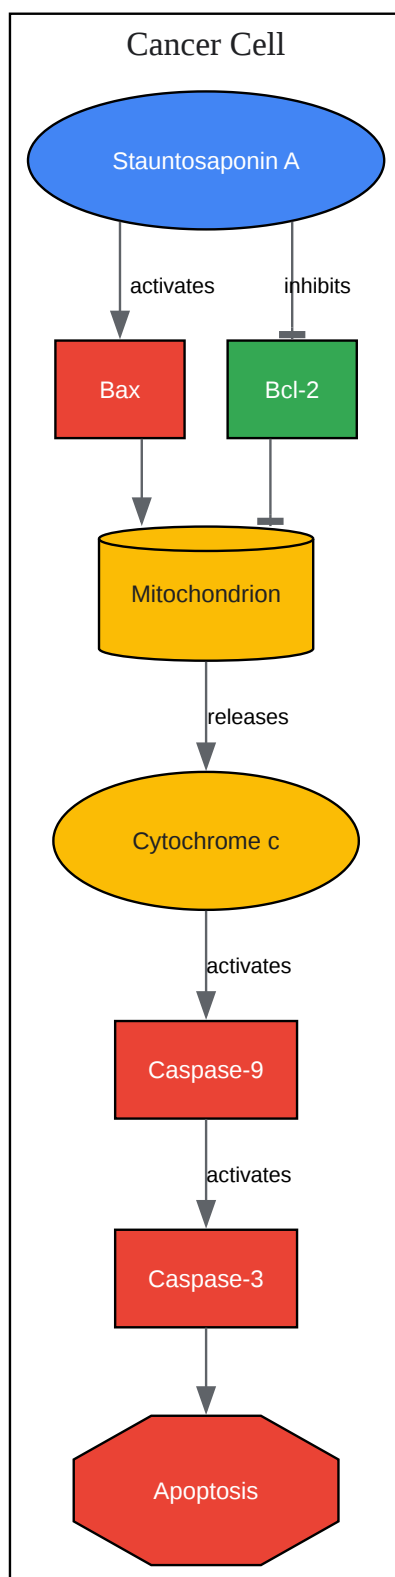 Cancer Cell
Stauntosaponin A
activates
inhibits
Bax
Bcl-2
Mitochondrion
releases
Cytochrome c
activates
Caspase-9
activates
Caspase-3
Apoptosis